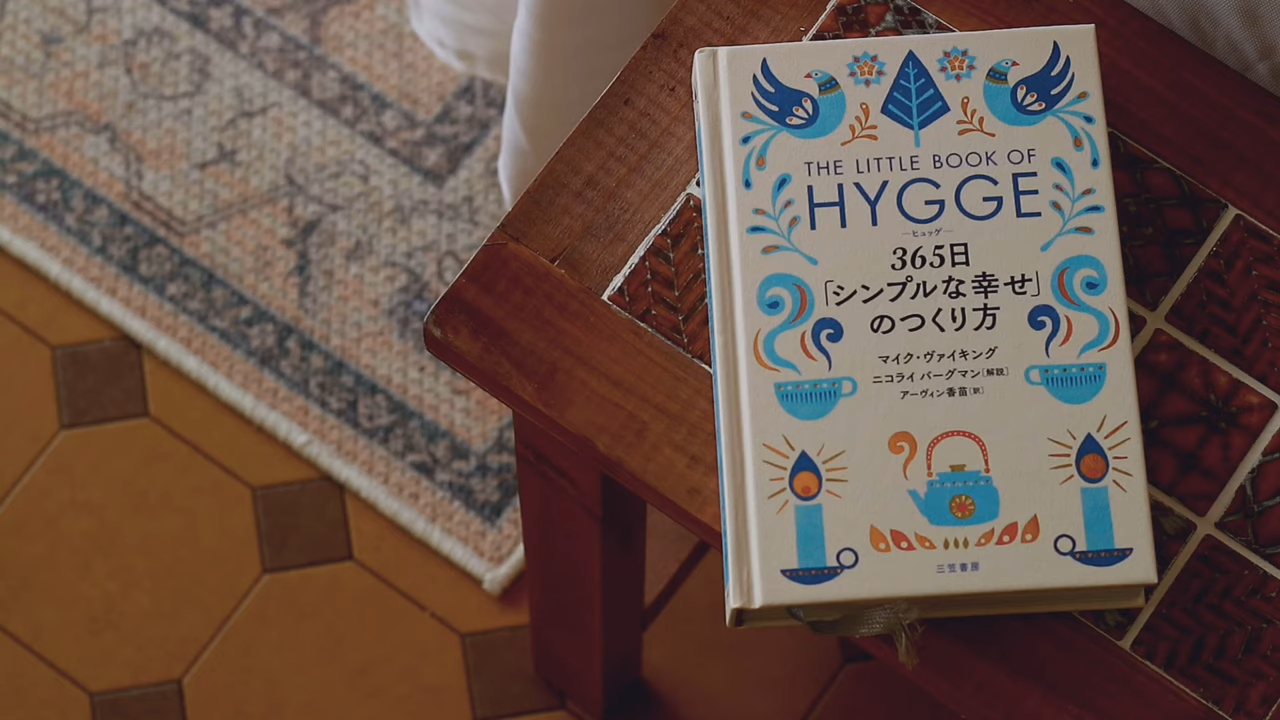 THE LITTLE BOOK OF
HYGGE
―ヒュッゲ―
365日
「シンプルな幸せ」
のつくり方
マイク・ヴァイキング
ニコライ バーグマン[解説]
アーヴィン香苗[訳]
三笠書房